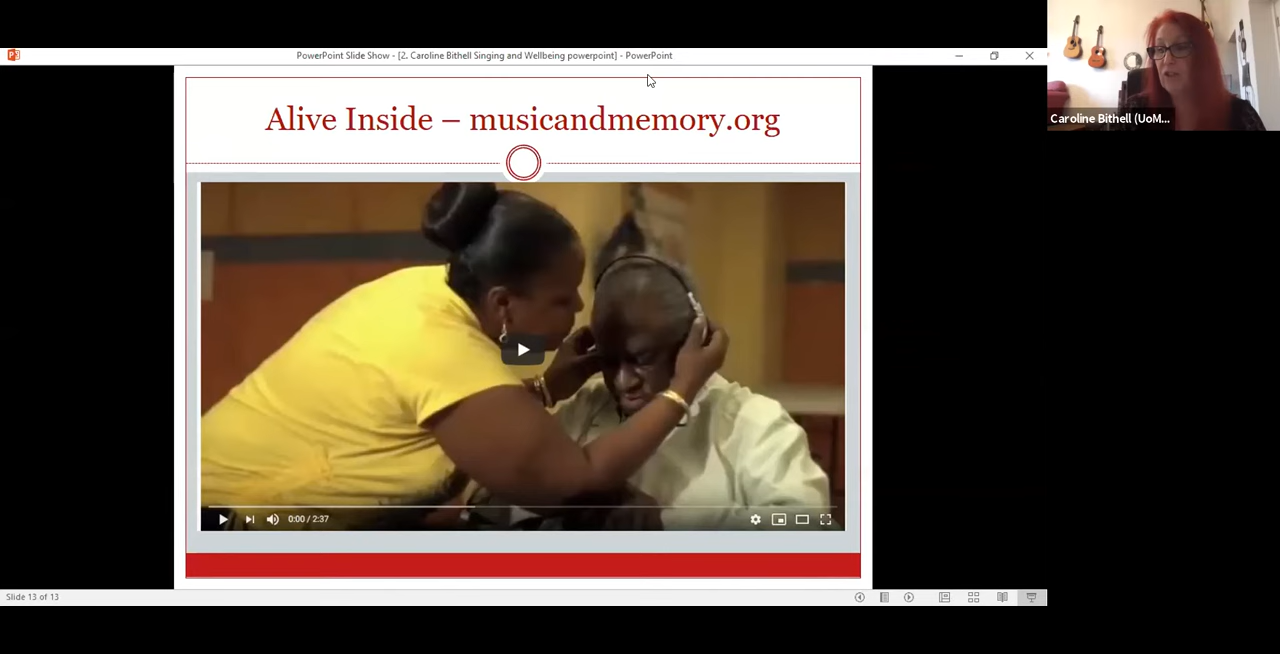 PowerPoint Slide Show - [2. Caroline Bithell Singing and Wellbeing powerpoint] - PowerPoint
Alive Inside – musicandmemory.org
Caroline Bithell (UoM...
0:00 / 2:37
Slide 13 of 13